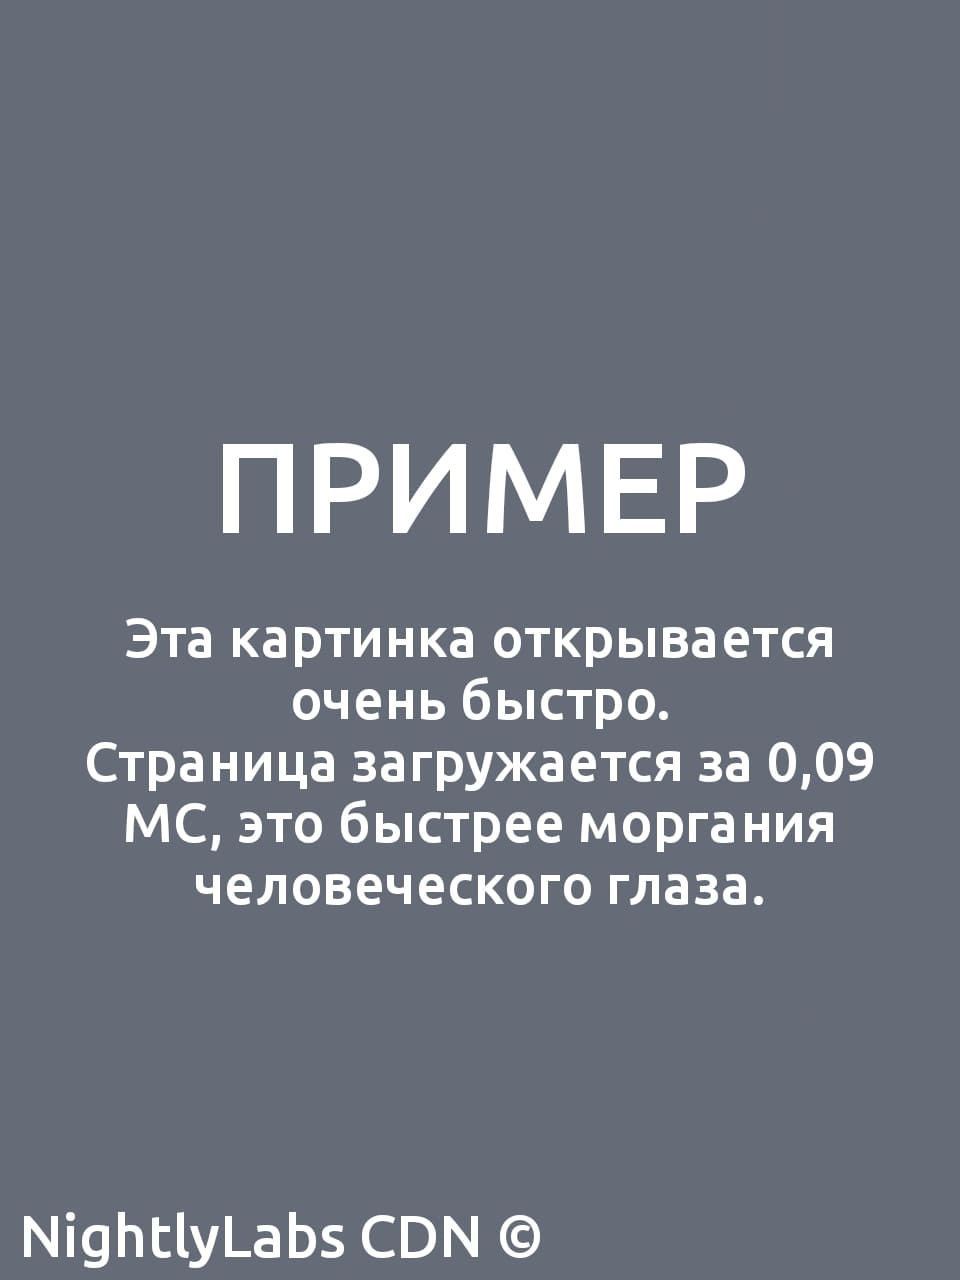 ПРИМЕР
Эта картинка открывается
очень быстро.
Страница загружается за 0,09
МС, это быстрее моргания
человеческого глаза.
NightlyLabs CDN ©